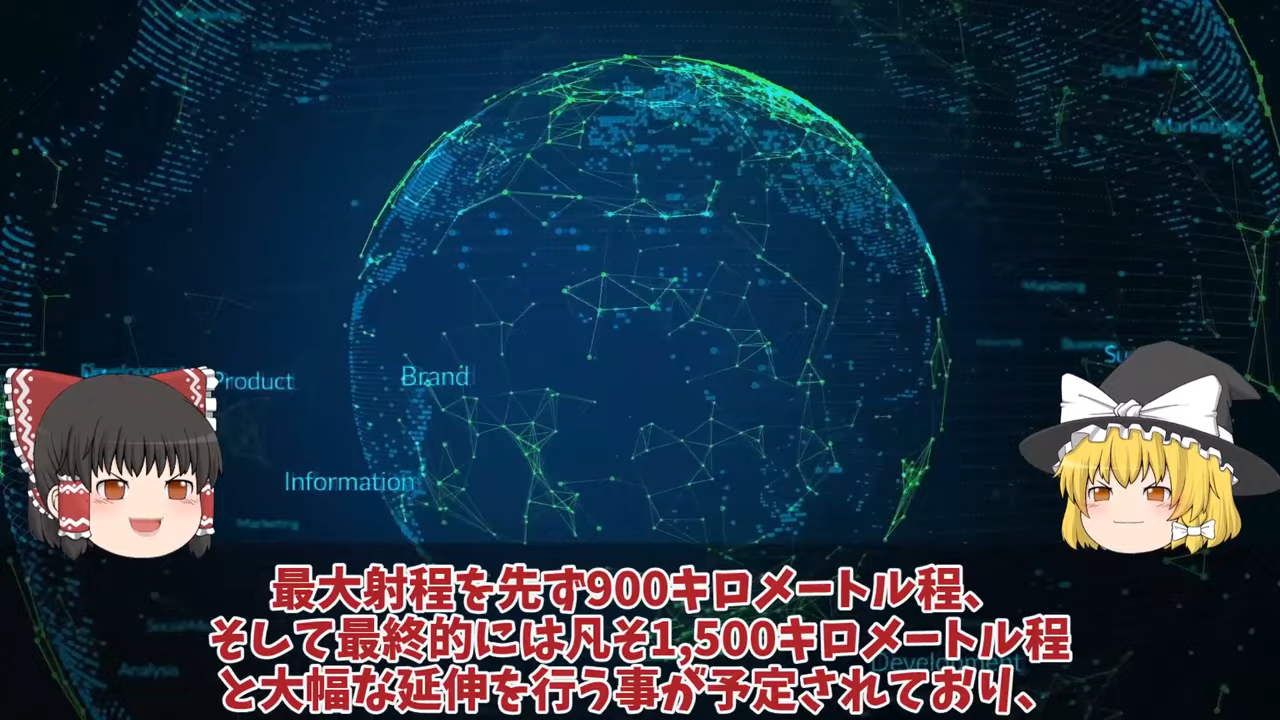 Product
Brand
Information
Development
Analysis
最大射程を先ず900キロメートル程、
そして最終的には凡そ1,500キロメートル程
と大幅な延伸を行う事が予定されており、